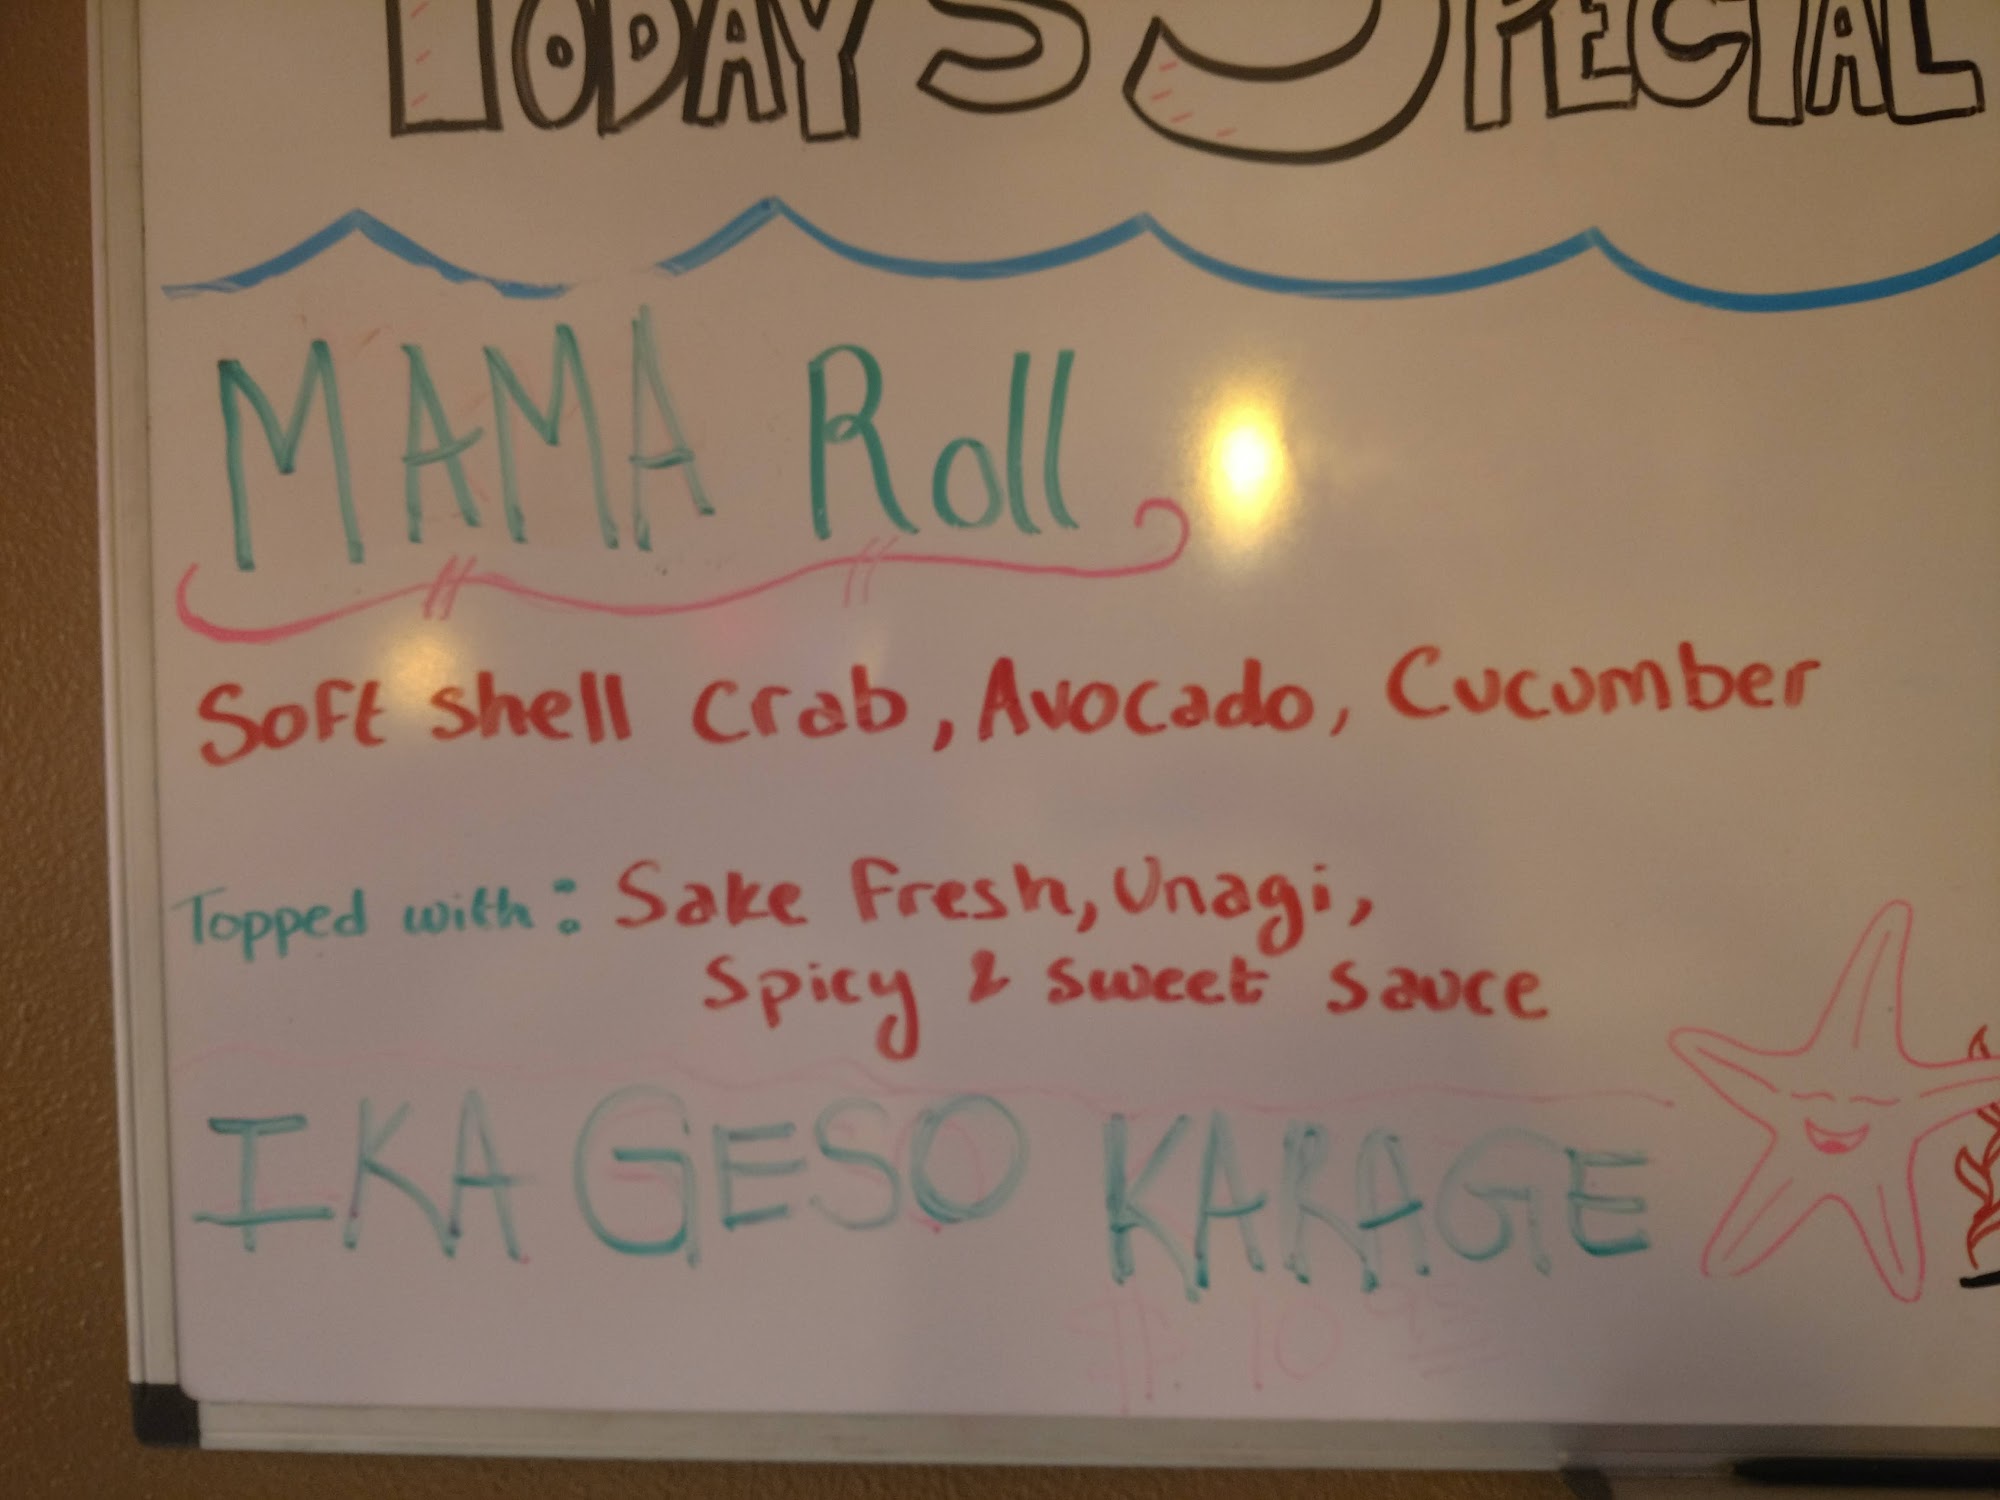 TODAY'S SPECIAL
MAMA Roll
Soft shell crab, Avocado, Cucumber
Topped with: Sake Fresh, Unagi,
Spicy & sweet sauce
IKA GESO KARAGE